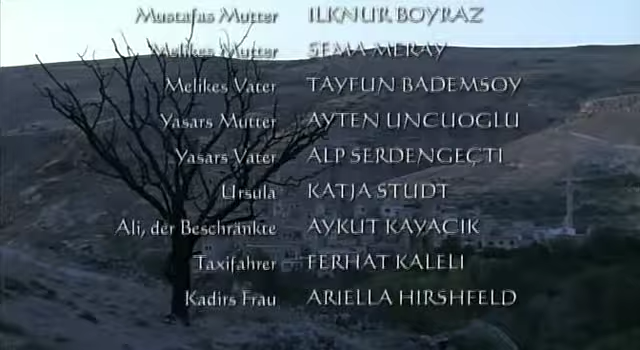 Mustafas Mutter ILKNUR BOYRAZ
Melikes Mutter SEMA MERAY
Melikes Vater TAYFUN BADEMSOY
Yasars Mutter AYTEN UNCUOGLU
Yasars Vater ALP SERDENGEÇTI
Ursula KATJA STUDT
Ali, der Beschränkte AYKUT KAYACIK
Taxifahrer FERHAT KALELI
Kadirs Frau ARIELLA HIRSHFELD